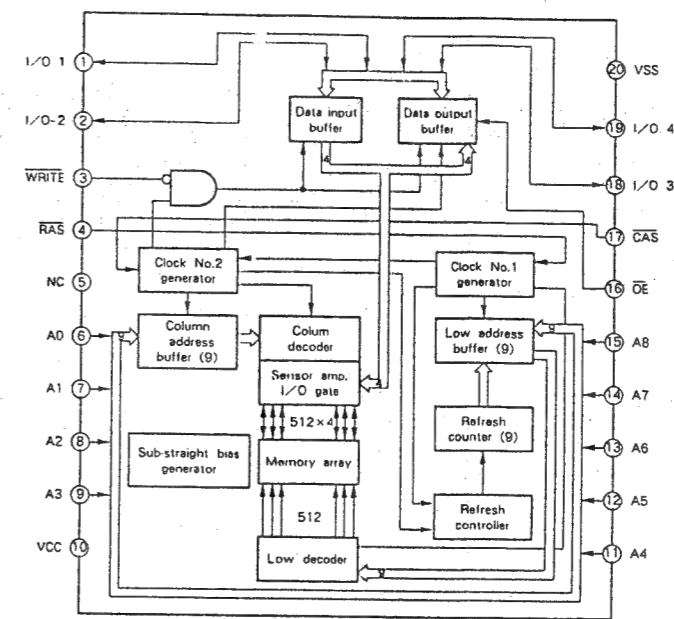 I/O 1
1
I/O-2
2
WRITE
3
RAS
4
NC
5
A0
6
A1
7
A2
8
A3
9
VCC
10
20
VSS
19
I/O 4
18
I/O 3
17
CAS
16
OE
15
A8
14
A7
13
A6
12
A5
11
A4
Data input
buffer
Data output
buffer
4
4
Clock No.2
generator
Clock No.1
generator
9
Column
address
buffer (9)
Colum
decoder
Sensor amp,
I/O gate
4
Low address
buffer (9)
9
512×4
Refresh
counter (9)
Sub-straight bias
generator
Memory array
512
Refresh
controller
Low decoder
9